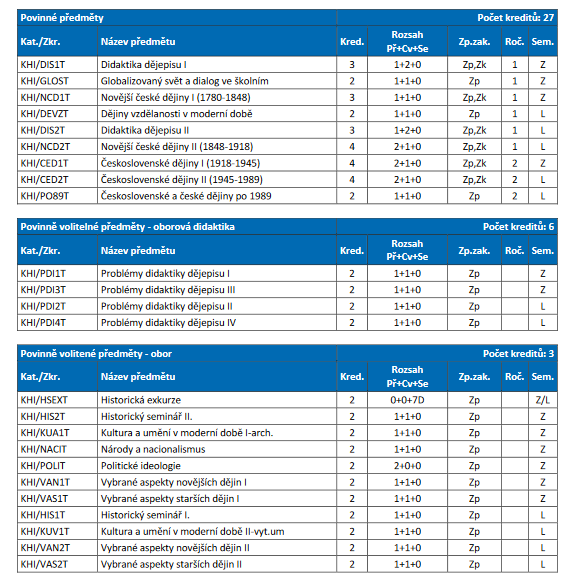 Povinné předměty Počet kreditů: 27
Kat./Zkr. Název předmětu Kred. Rozsah Př+Cv+Se Zp.zak. Roč. Sem.
KHI/DIS1T Didaktika dějepisu I 3 1+2+0 Zp,Zk 1 Z
KHI/GLOST Globalizovaný svět a dialog ve školním 2 1+1+0 Zp 1 Z
KHI/NCD1T Novější české dějiny I (1780-1848) 3 1+1+0 Zp,Zk 1 Z
KHI/DEVZT Dějiny vzdělanosti v moderní době 2 1+1+0 Zp 1 L
KHI/DIS2T Didaktika dějepisu II 3 1+2+0 Zp,Zk 1 L
KHI/NCD2T Novější české dějiny II (1848-1918) 4 2+1+0 Zp,Zk 1 L
KHI/CED1T Československé dějiny I (1918-1945) 4 2+1+0 Zp,Zk 2 Z
KHI/CED2T Československé dějiny II (1945-1989) 4 2+1+0 Zp,Zk 2 L
KHI/PO89T Československé a české dějiny po 1989 2 1+1+0 Zp 2 L
Povinně volitelné předměty - oborová didaktika Počet kreditů: 6
Kat./Zkr. Název předmětu Kred. Rozsah Př+Cv+Se Zp.zak. Roč. Sem.
KHI/PDI1T Problémy didaktiky dějepisu I 2 1+1+0 Zp Z
KHI/PDI3T Problémy didaktiky dějepisu III 2 1+1+0 Zp Z
KHI/PDI2T Problémy didaktiky dějepisu II 2 1+1+0 Zp L
KHI/PDI4T Problémy didaktiky dějepisu IV 2 1+1+0 Zp L
Povinně volitené předměty - obor Počet kreditů: 3
Kat./Zkr. Název předmětu Kred. Rozsah Př+Cv+Se Zp.zak. Roč. Sem.
KHI/HSEXT Historická exkurze 2 0+0+7D Zp Z/L
KHI/HIS2T Historický seminář II. 2 1+1+0 Zp Z
KHI/KUA1T Kultura a umění v moderní době I-arch. 2 1+1+0 Zp Z
KHI/NACIT Národy a nacionalismus 2 1+1+0 Zp Z
KHI/POLIT Politické ideologie 2 2+0+0 Zp Z
KHI/VAN1T Vybrané aspekty novějších dějin I 2 1+1+0 Zp Z
KHI/VAS1T Vybrané aspekty starších dějin I 2 1+1+0 Zp Z
KHI/HIS1T Historický seminář I. 2 1+1+0 Zp L
KHI/KUV1T Kultura a umění v moderní době II-vyt.um 2 1+1+0 Zp L
KHI/VAN2T Vybrané aspekty novějších dějin II 2 1+1+0 Zp L
KHI/VAS2T Vybrané aspekty starších dějin II 2 1+1+0 Zp L